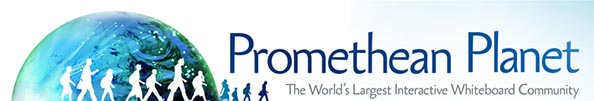 Promethean Planet
The World's Largest Interactive Whiteboard Community